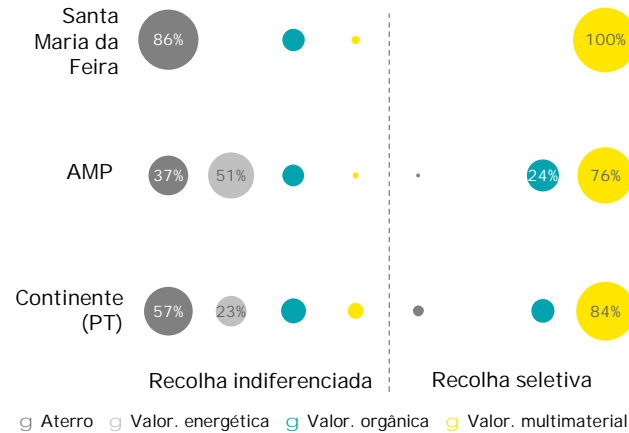 Santa
Maria da
Feira
86%
100%
AMP
37%
51%
24%
76%
Continente
(PT)
57%
23%
84%
Recolha indiferenciada
Recolha seletiva
g Aterro g Valor. energética g Valor. orgânica g Valor. multimaterial